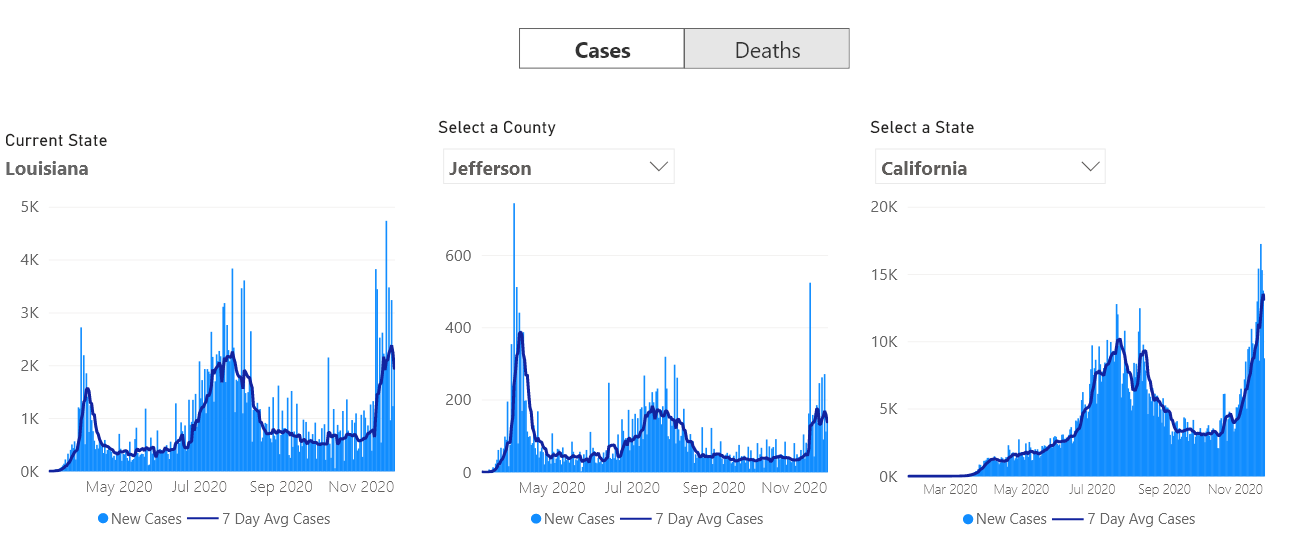 Cases Deaths
Current State
Louisiana
5K
4K
3K
2K
1K
0K
May 2020 Jul 2020 Sep 2020 Nov 2020
New Cases 7 Day Avg Cases
Select a County
Jefferson
600
400
200
0
May 2020 Jul 2020 Sep 2020 Nov 2020
New Cases 7 Day Avg Cases
Select a State
California
20K
15K
10K
5K
0K
Mar 2020 May 2020 Jul 2020 Sep 2020 Nov 2020
New Cases 7 Day Avg Cases